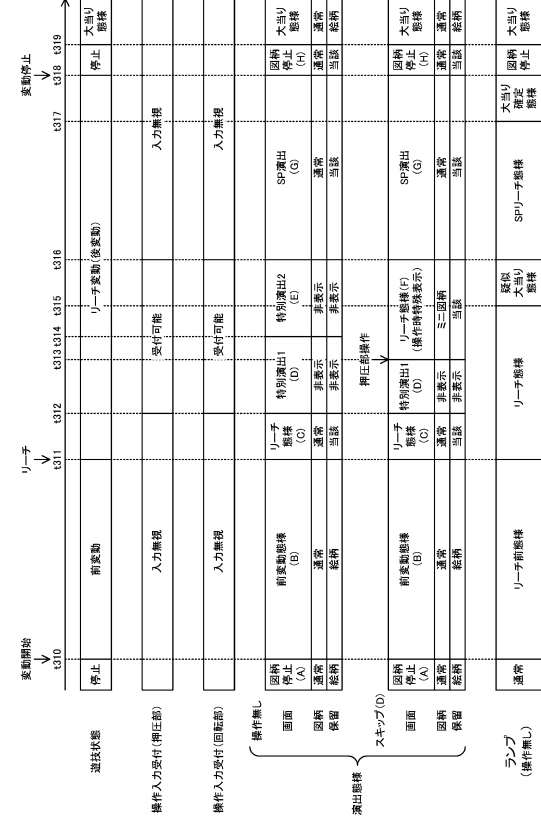 変動開始 リーチ 変動停止
t310 t311 t312 t313 t314 t315 t316 t317 t318 t319
遊技状態 停止 前変動 リーチ変動(後変動) 停止 大当り態様
操作入力受付(押圧部) 入力無視 受付可能 入力無視
操作入力受付(回転部) 入力無視 受付可能 入力無視
演出態様
操作無し
画面 図柄停止(A) 前変動態様(B) リーチ態様(C) 特別演出1(D) 特別演出2(E) SP演出(G) 図柄停止(H) 大当り態様
図柄 通常 通常 通常 非表示 非表示 通常 通常 通常
保留 絵柄 絵柄 当該 非表示 非表示 当該 当該 絵柄
押圧部操作
スキップ(D)
画面 図柄停止(A) 前変動態様(B) リーチ態様(C) 特別演出1(D) リーチ態様(F)(操作時特殊表示) SP演出(G) 図柄停止(H) 大当り態様
図柄 通常 通常 通常 非表示 ミニ図柄 通常 通常 通常
保留 絵柄 絵柄 当該 非表示 当該 当該 当該 絵柄
ランプ(操作無し) 通常 リーチ前態様 リーチ態様 疑似大当り態様 SPリーチ態様 大当り確定態様 図柄停止 大当り態様